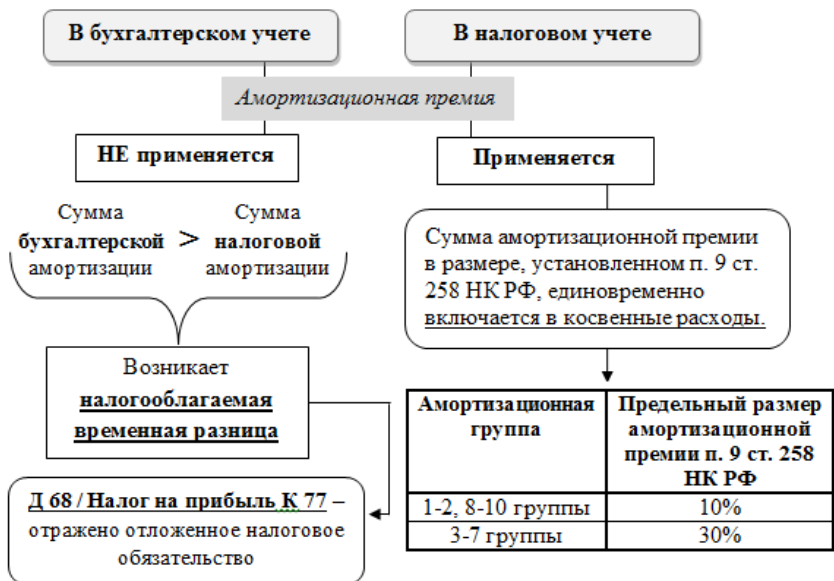 В бухгалтерском учете
В налоговом учете
Амортизационная премия
НЕ применяется
Применяется
Сумма
бухгалтерской
амортизации
>
Сумма
налоговой
амортизации
Возникает
налогооблагаемая
временная разница
Д 68 / Налог на прибыль К 77 –
отражено отложенное налоговое
обязательство
Сумма амортизационной премии
в размере, установленном п. 9 ст.
258 НК РФ, единовременно
включается в косвенные расходы.
Амортизационная
группа
Предельный размер
амортизационной
премии п. 9 ст. 258
НК РФ
1-2, 8-10 группы
10%
3-7 группы
30%